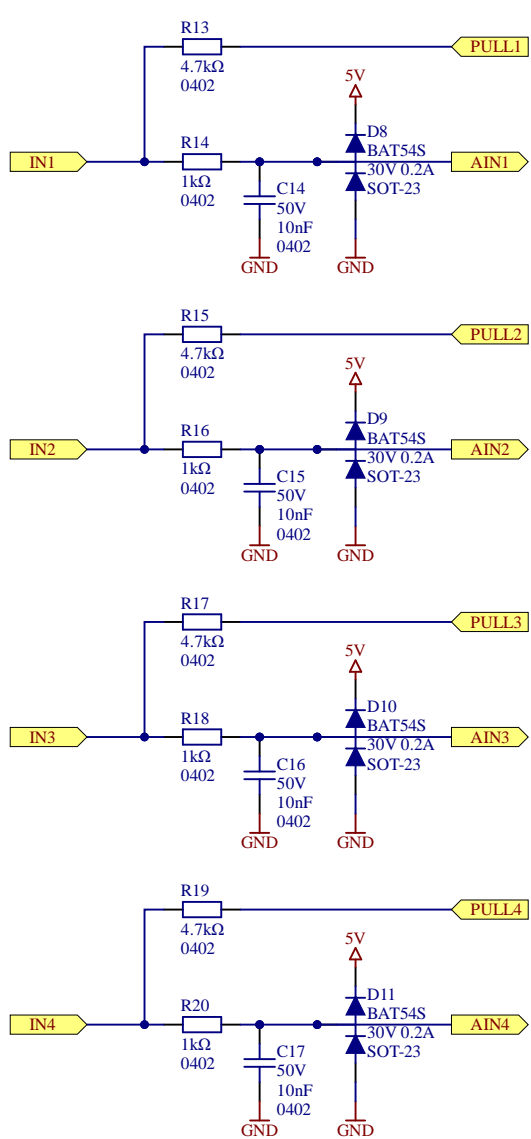 R13
PULL1
4.7kΩ
0402
5V
D8
R14
BAT54S
IN1
30V 0.2A
AIN1
1kΩ
0402
SOT-23
C14
50V
10nF
0402
GND
GND
R15
PULL2
4.7kΩ
0402
5V
D9
R16
BAT54S
IN2
30V 0.2A
AIN2
1kΩ
0402
SOT-23
C15
50V
10nF
0402
GND
GND
R17
PULL3
4.7kΩ
0402
5V
D10
R18
BAT54S
IN3
30V 0.2A
AIN3
1kΩ
0402
SOT-23
C16
50V
10nF
0402
GND
GND
R19
PULL4
4.7kΩ
0402
5V
D11
R20
BAT54S
IN4
30V 0.2A
AIN4
1kΩ
0402
SOT-23
C17
50V
10nF
0402
GND
GND